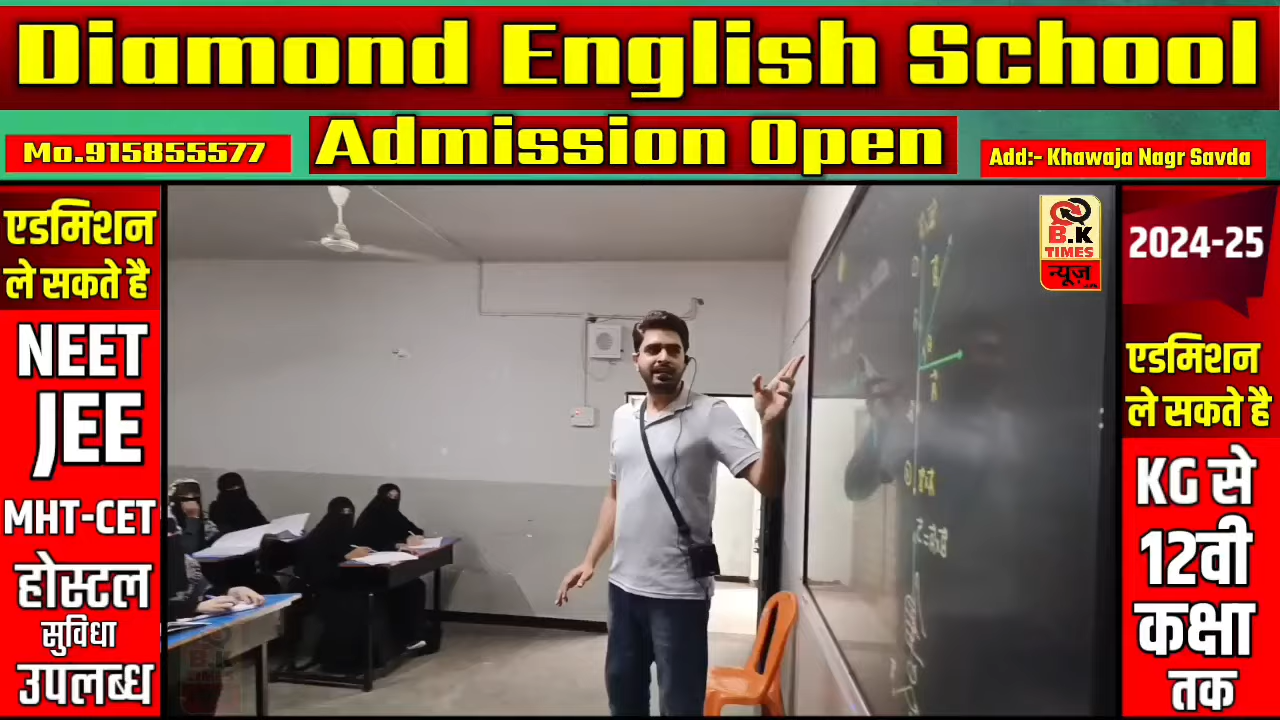 Diamond English School
Mo.915855577
Admission Open
Add:- Khawaja Nagr Savda
एडमिशन
ले सकते है
NEET
JEE
MHT-CET
होस्टल
सुविधा
उपलब्ध
B.K
TIMES
न्यूज़
2024-25
एडमिशन
ले सकते है
KG से
12वी
कक्षा
तक